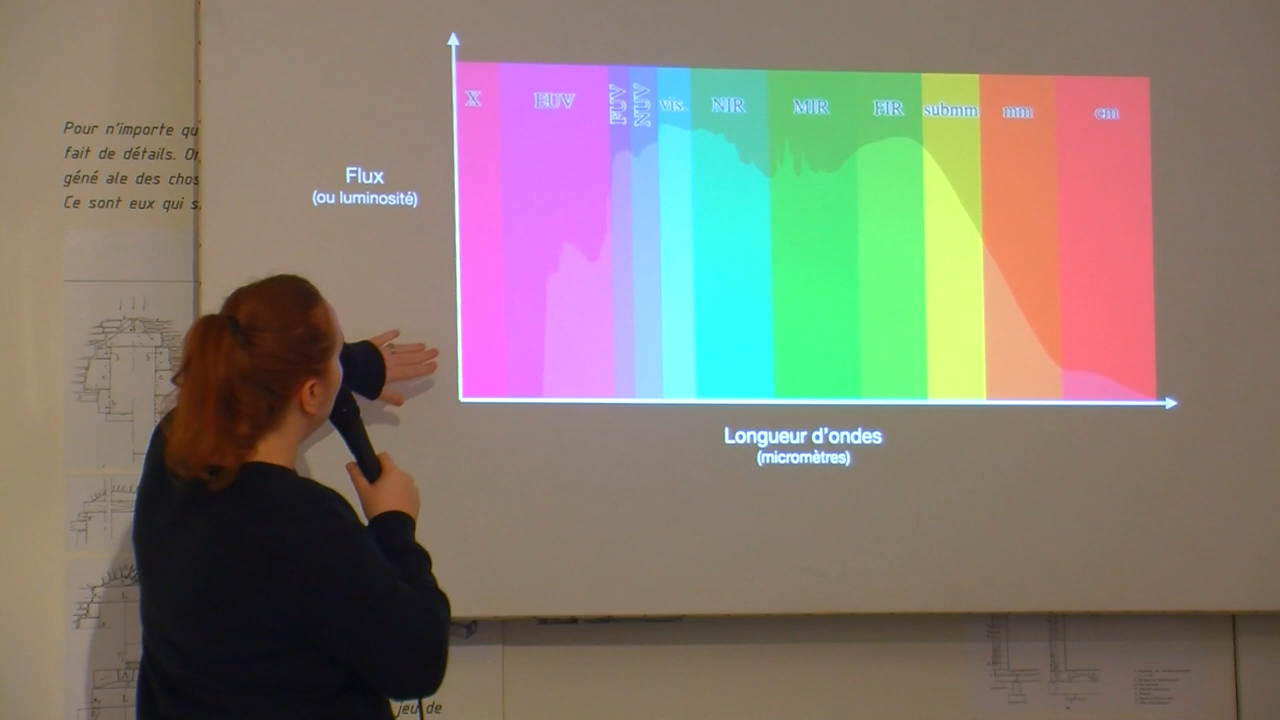 Pour n'importe qu
fait de détails. O
géné ale des chos
Ce sont eux qui s
Flux
(ou luminosité)
X EUV FUV NUV vis. NIR MIR FIR submm mm cm
Longueur d'ondes
(micromètres)
jeu de